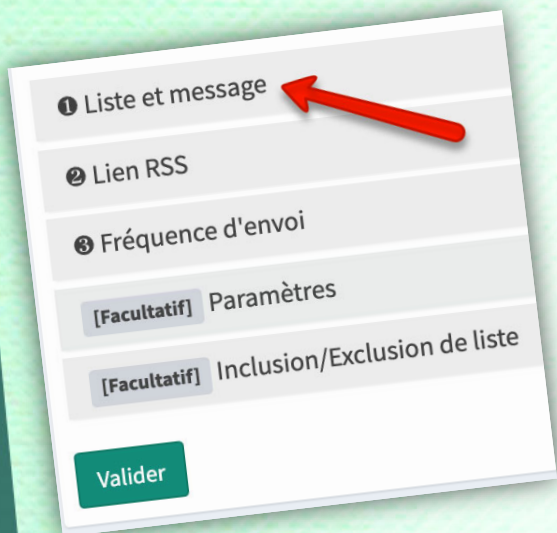 ❶ Liste et message
❷ Lien RSS
❸ Fréquence d'envoi
[Facultatif] Paramètres
[Facultatif] Inclusion/Exclusion de liste
Valider